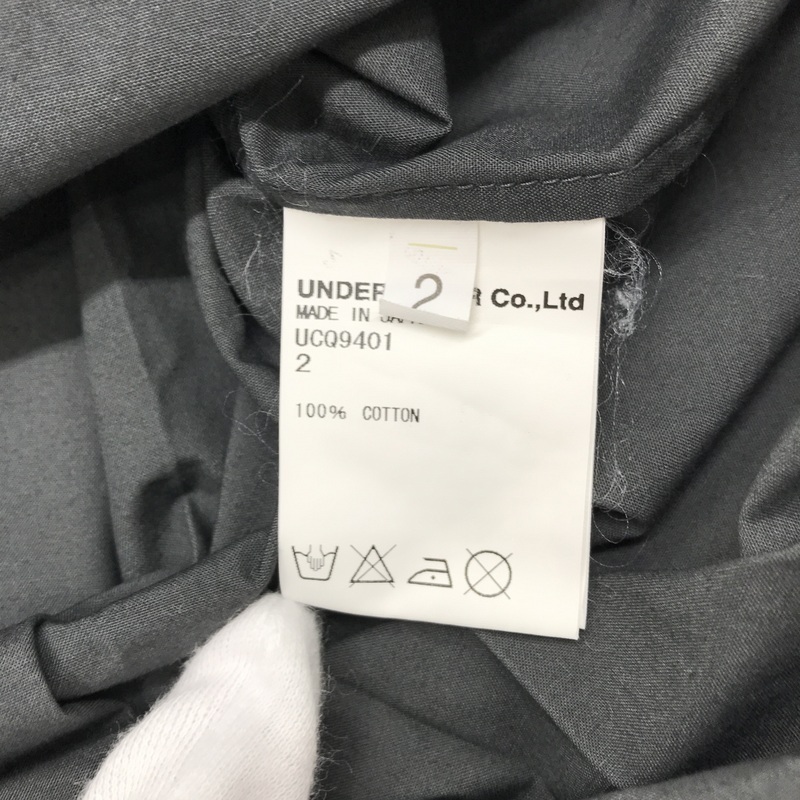 2
UNDER R Co.,Ltd
MADE IN
UCQ9401
2
100% COTTON